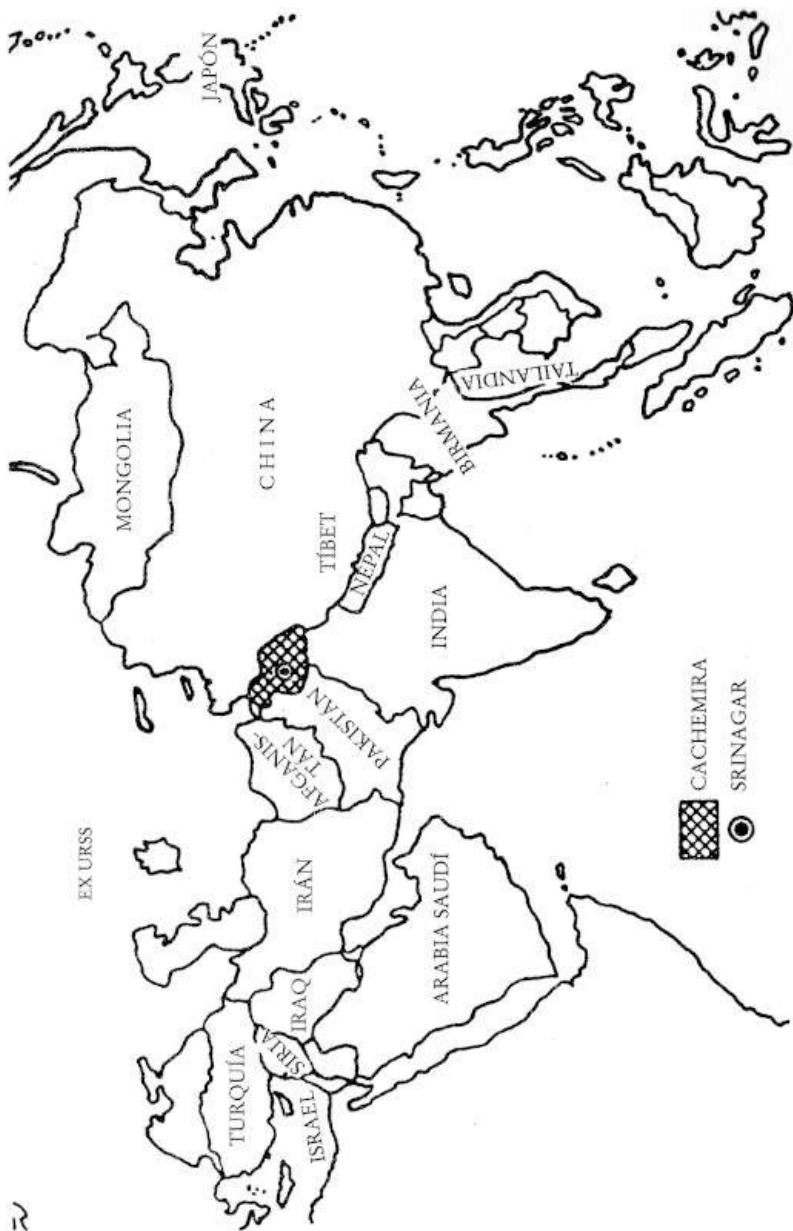 EX URSS
MONGOLIA
JAPÓN
CHINA
TÍBET
NEPAL
INDIA
BIRMANIA
TAILANDIA
PAKISTÁN
AFGANIS-
TÁN
IRÁN
IRAQ
SIRIA
TURQUÍA
ISRAEL
ARABIA SAUDÍ
CACHEMIRA
SRINAGAR